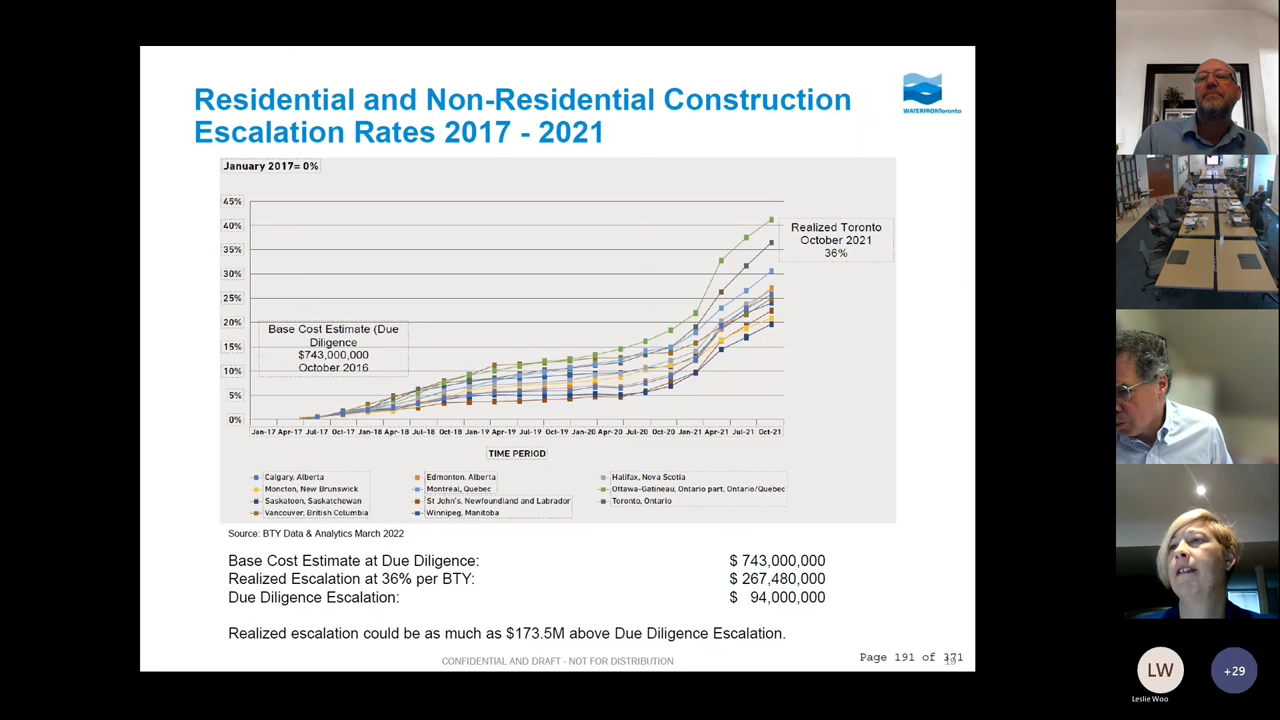 Residential and Non-Residential Construction
Escalation Rates 2017 - 2021
WATERFRONToronto
January 2017= 0%
45%
40%
35%
30%
25%
20%
15%
10%
5%
0%
Realized Toronto
October 2021
36%
Base Cost Estimate (Due
Diligence
$743,000,000
October 2016
Jan-17 Apr-17 Jul-17 Oct-17 Jan-18 Apr-18 Jul-18 Oct-18 Jan-19 Apr-19 Jul-19 Oct-19 Jan-20 Apr-20 Jul-20 Oct-20 Jan-21 Apr-21 Jul-21 Oct-21
TIME PERIOD
Calgary, Alberta Edmonton, Alberta Halifax, Nova Scotia
Moncton, New Brunswick Montréal, Quebec Ottawa-Gatineau, Ontario part, Ontario/Quebec
Saskatoon, Saskatchewan St John's, Newfoundland and Labrador Toronto, Ontario
Vancouver, British Columbia Winnipeg, Manitoba
Source: BTY Data & Analytics March 2022
Base Cost Estimate at Due Diligence: $ 743,000,000
Realized Escalation at 36% per BTY: $ 267,480,000
Due Diligence Escalation: $ 94,000,000
Realized escalation could be as much as $173.5M above Due Diligence Escalation.
CONFIDENTIAL AND DRAFT - NOT FOR DISTRIBUTION
Page 191 of 371
LW
Leslie Woo
+29